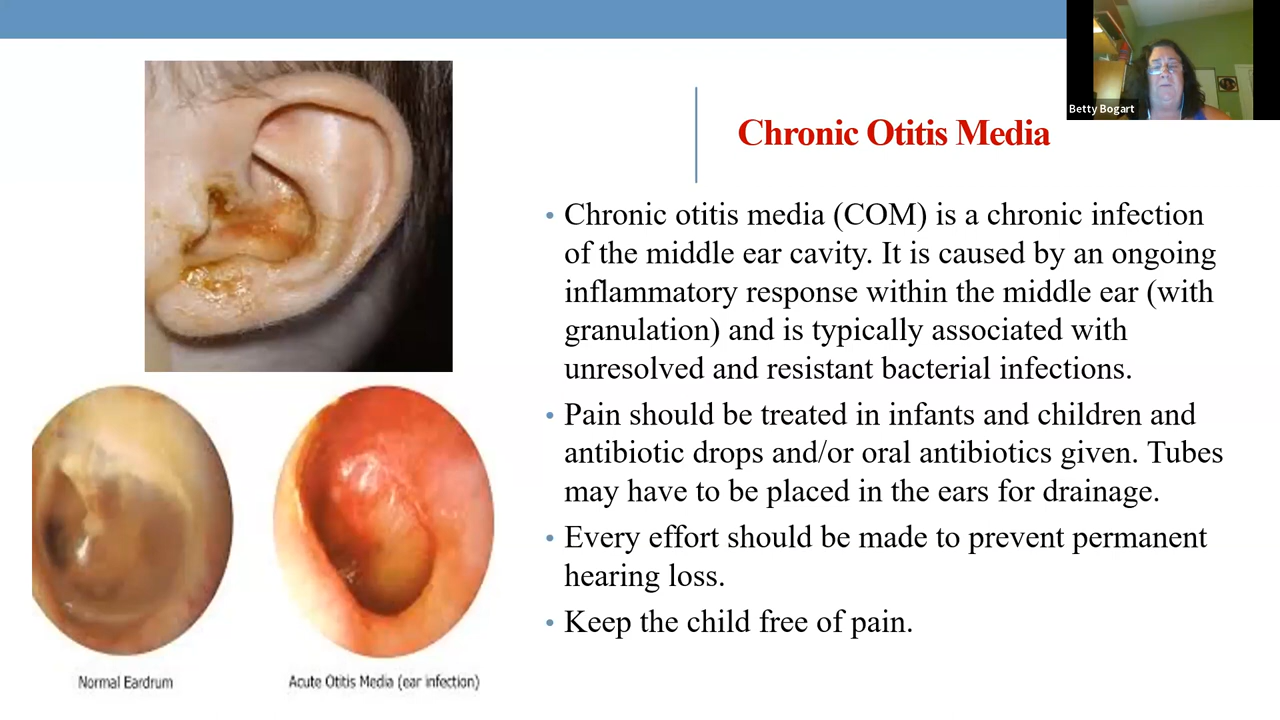 Betty Bogart
Chronic Otitis Media
• Chronic otitis media (COM) is a chronic infection
of the middle ear cavity. It is caused by an ongoing
inflammatory response within the middle ear (with
granulation) and is typically associated with
unresolved and resistant bacterial infections.
• Pain should be treated in infants and children and
antibiotic drops and/or oral antibiotics given. Tubes
may have to be placed in the ears for drainage.
• Every effort should be made to prevent permanent
hearing loss.
• Keep the child free of pain.
Normal Eardrum
Acute Otitis Media (ear infection)